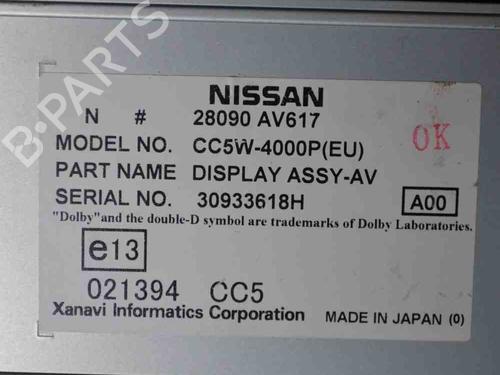 NISSAN
N # 28090 AV617
MODEL NO. CC5W-4000P(EU)
PART NAME DISPLAY ASSY-AV
SERIAL NO. 30933618H A00
OK
"Dolby"and the double-D symbol are trademarks of Dolby Laboratories.
e13
021394 CC5
Xanavi Informatics Corporation MADE IN JAPAN (0)
B-PARTS